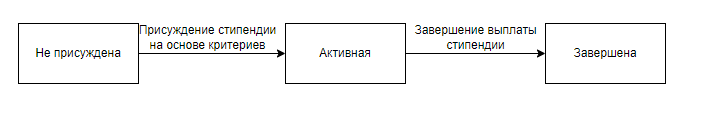 Не присуждена
Присуждение стипендии
на основе критериев
Активная
Завершение выплаты
стипендии
Завершена